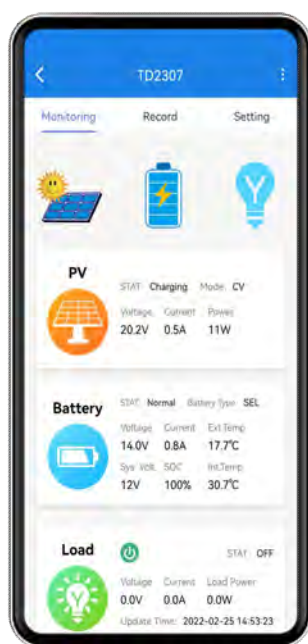 TD2307
Monitoring Record Setting
PV
STAT Charging Mode CV
Voltage Current Power
20.2V 0.5A 11W
Battery
STAT Normal Battery Type SEL
Voltage Current Ext.Temp
14.0V 0.8A 17.7℃
Sys. Volt. SOC Int.Temp
12V 100% 30.7℃
Load
STAT OFF
Voltage Current Load Power
0.0V 0.0A 0.0W
Update Time: 2022-02-25 14:53:23